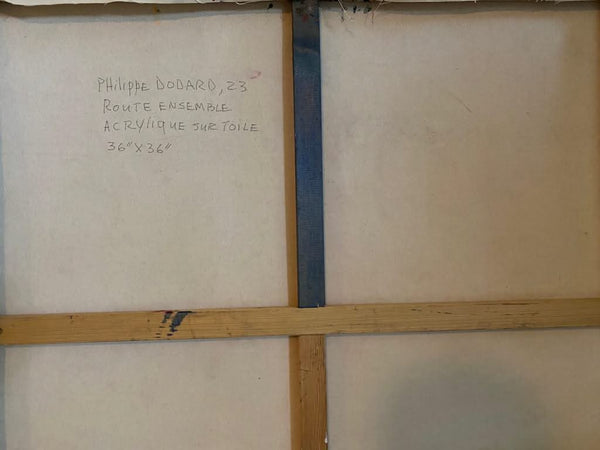 PHilippE DODARD, 23
ROUTE ENSEMBLE
ACRYlIQUE SUR TOILE
36" X 36"